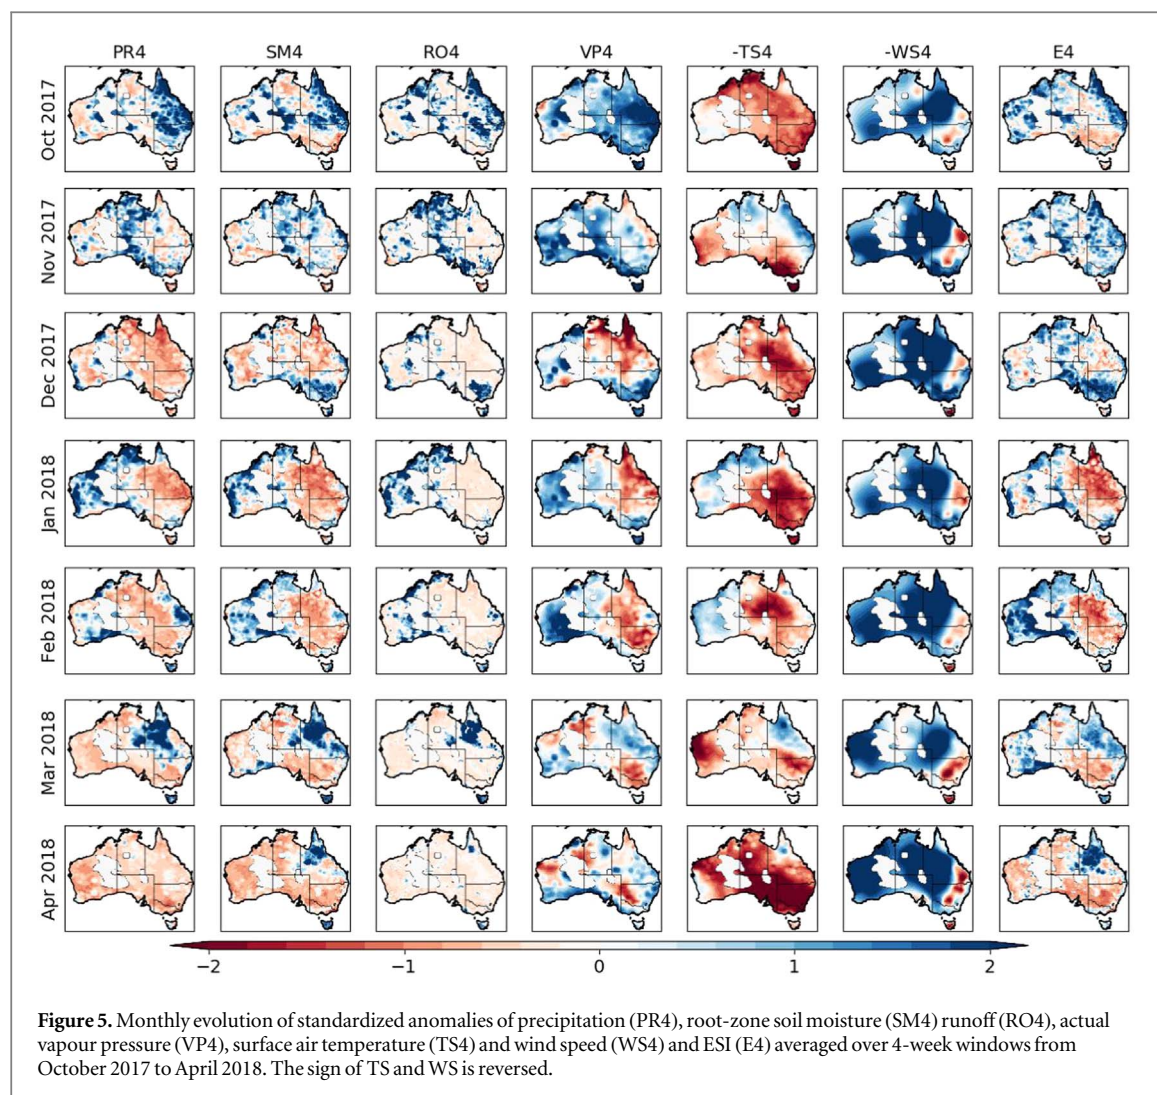 PR4 SM4 RO4 VP4 -TS4 -WS4 E4
Oct 2017
Nov 2017
Dec 2017
Jan 2018
Feb 2018
Mar 2018
Apr 2018
−2 −1 0 1 2
Figure 5. Monthly evolution of standardized anomalies of precipitation (PR4), root-zone soil moisture (SM4) runoff (RO4), actual
vapour pressure (VP4), surface air temperature (TS4) and wind speed (WS4) and ESI (E4) averaged over 4-week windows from
October 2017 to April 2018. The sign of TS and WS is reversed.